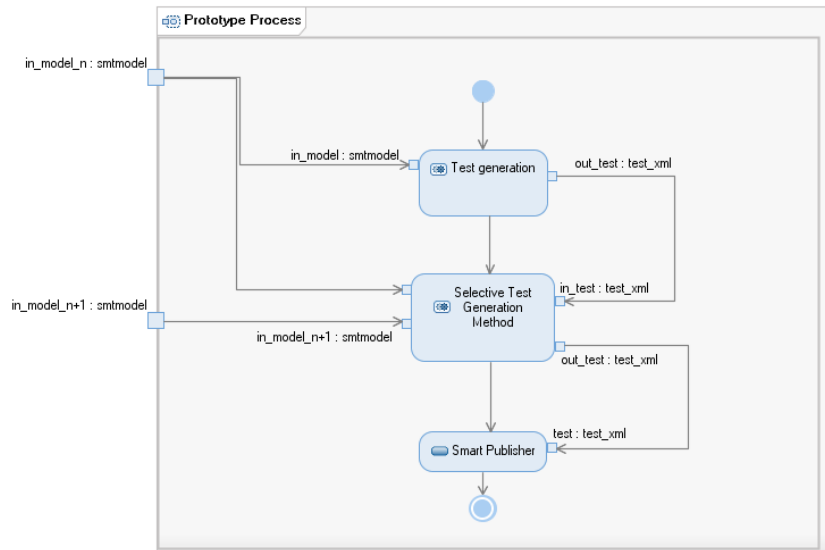 Prototype Process
in_model_n : smtmodel
in_model : smtmodel
Test generation
out_test : test_xml
in_model_n+1 : smtmodel
in_model_n+1 : smtmodel
Selective Test
Generation
Method
in_test : test_xml
out_test : test_xml
test : test_xml
Smart Publisher